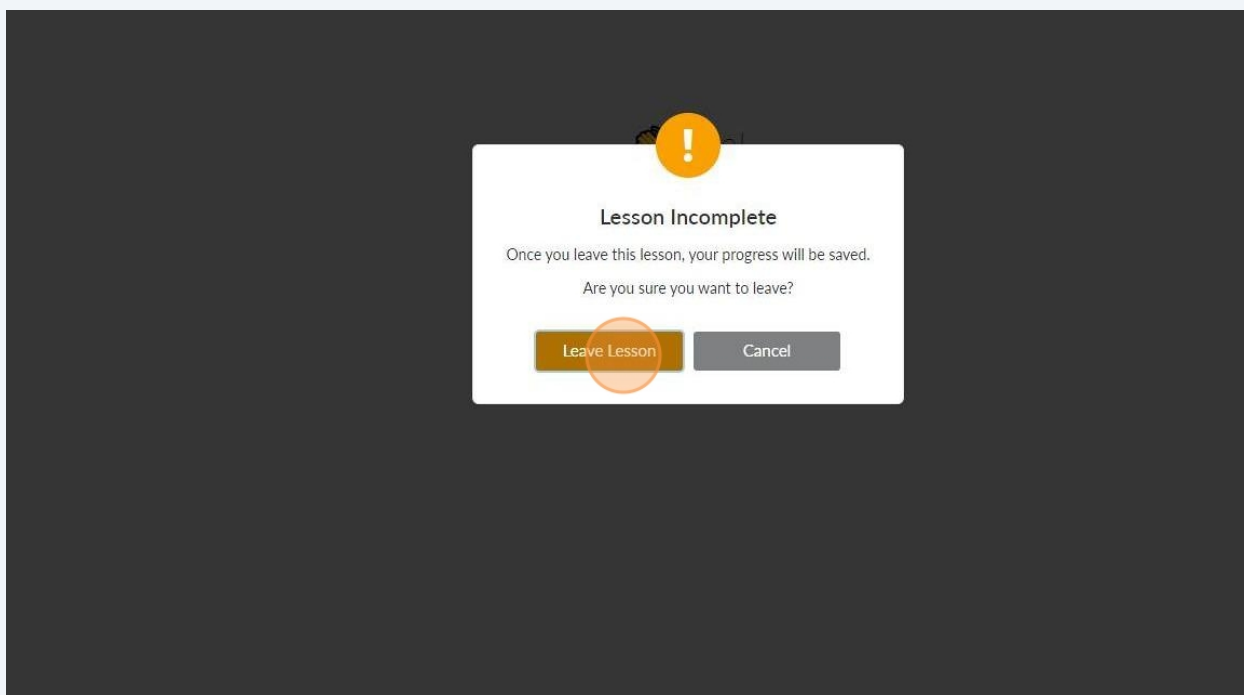 Lesson Incomplete
Once you leave this lesson, your progress will be saved.
Are you sure you want to leave?
Leave Lesson
Cancel